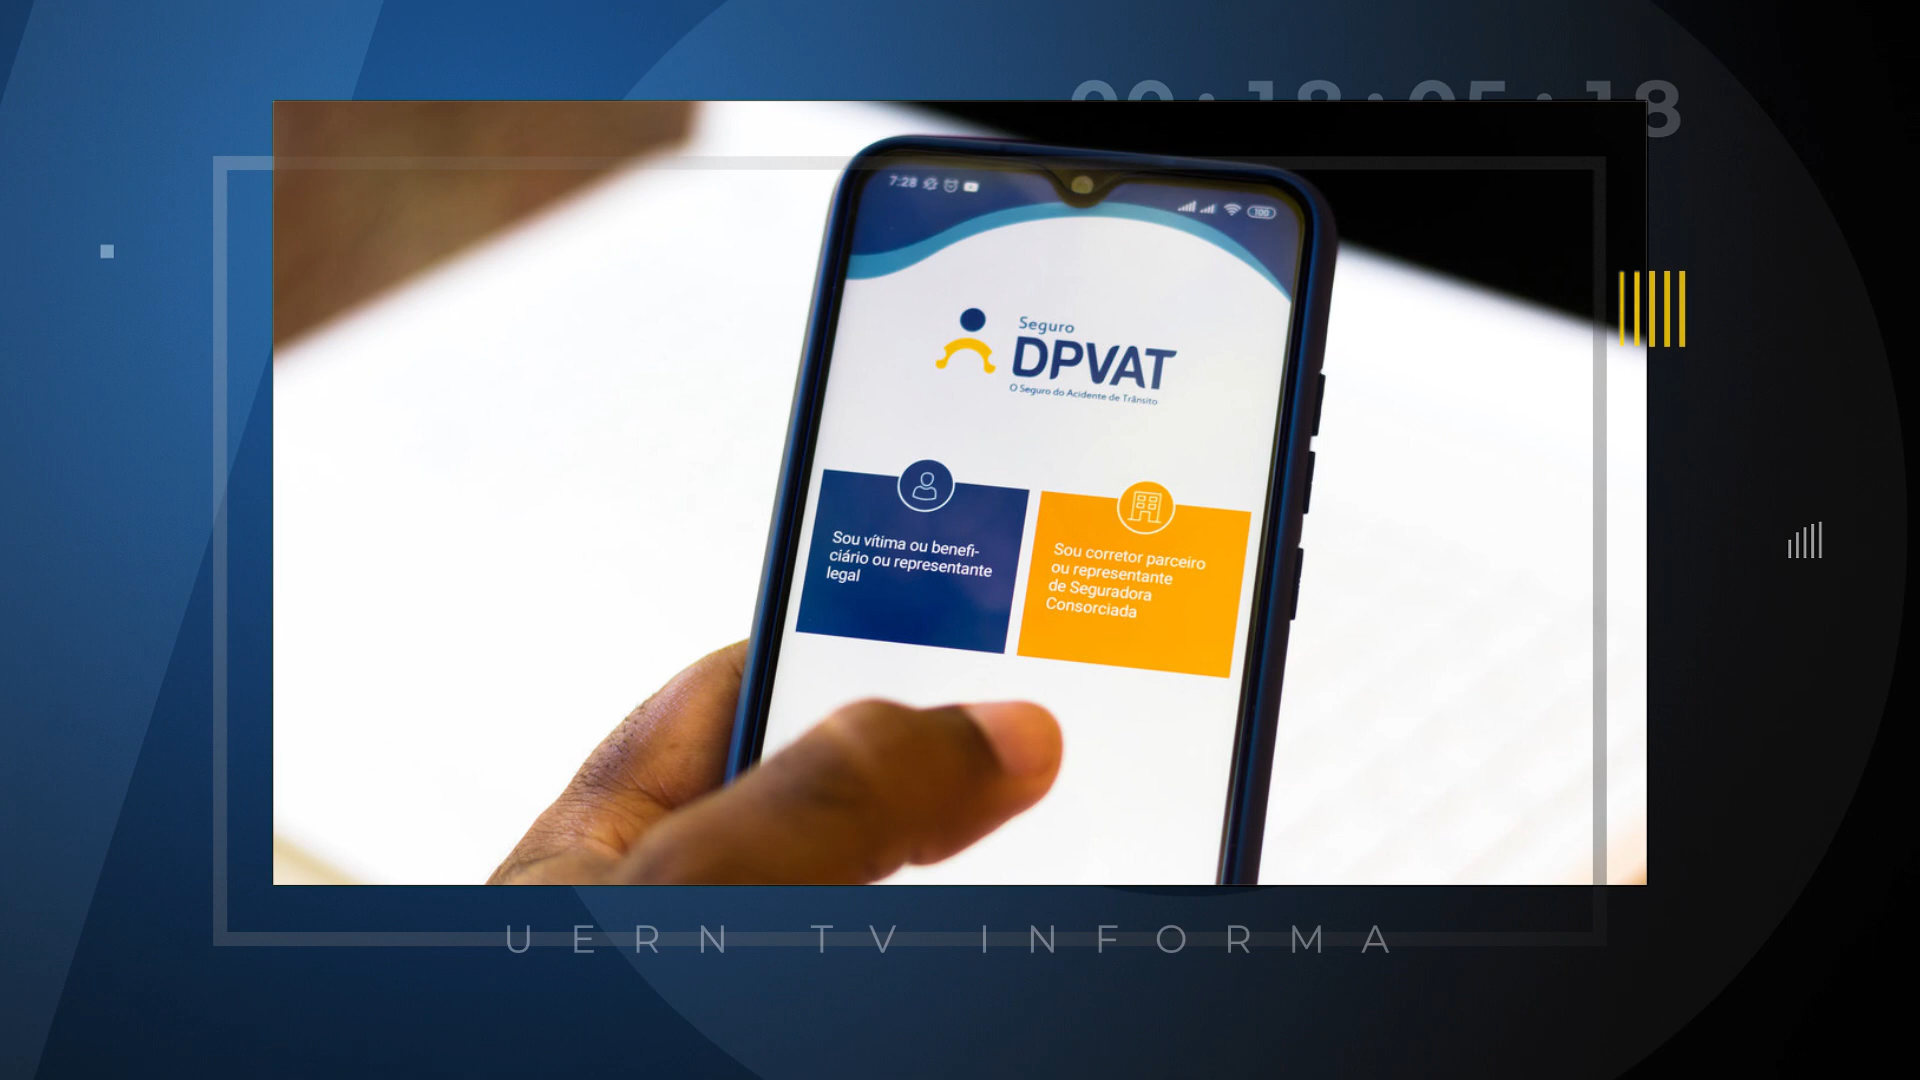 7:28
100
Seguro
DPVAT
O Seguro do Acidente de Trânsito
Sou vítima ou benefi-
ciário ou representante
legal
Sou corretor parceiro
ou representante
de Seguradora
Consorciada
UERN TV INFORMA